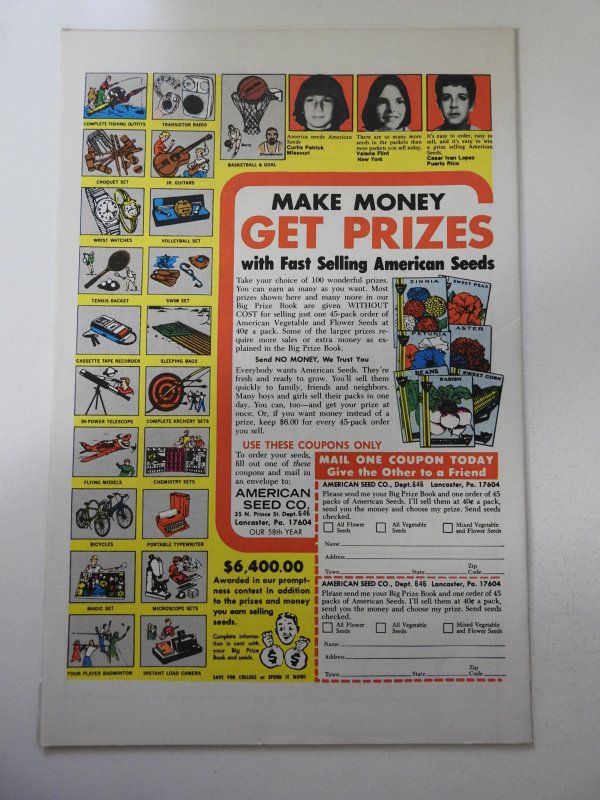 COMPLETE FISHING OUTFITS
TRANSISTOR RADIO
BASKETBALL & GOAL
America needs American
Seeds
Curtis Patrick
Missouri
There are so many more
seeds in the packets than
most packets you sell today.
Valerie Flint
New York
It's easy to order, easy to
sell, and it's easy to win
a prize selling American
Seeds.
Cesar Ivan Lopez
Puerto Rico
CROQUET SET
JR. GUITARS
WRIST WATCHES
VOLLEYBALL SET
TENNIS RACKET
SWIM SET
CASSETTE TAPE RECORDER
SLEEPING BAGS
30-POWER TELESCOPE
COMPLETE ARCHERY SETS
FLYING MODELS
CHEMISTRY SETS
BICYCLES
PORTABLE TYPEWRITER
MAGIC SET
MICROSCOPE SETS
FOUR PLAYER BADMINTON
INSTANT LOAD CAMERA
MAKE MONEY
GET PRIZES
with Fast Selling American Seeds
Take your choice of 100 wonderful prizes.
You can earn as many as you want. Most
prizes shown here and many more in our
Big Prize Book are given WITHOUT
COST for selling just one 45-pack order of
American Vegetable and Flower Seeds at
40¢ a pack. Some of the larger prizes re-
quire more sales or extra money as ex-
plained in the Big Prize Book.
Send NO MONEY, We Trust You
Everybody wants American Seeds. They're
fresh and ready to grow. You'll sell them
quickly to family, friends and neighbors.
Many boys and girls sell their packs in one
day. You can, too—and get your prize at
once. Or, if you want money instead of a
prize, keep $6.00 for every 45-pack order
you sell.
ZINNIA
SWEET PEAS
PETUNIA
ASTER
BEANS
RADISH
SWEET CORN
USE THESE COUPONS ONLY
To order your seeds,
fill out one of these
coupons and mail in
an envelope to:
AMERICAN
SEED CO.
35 N. Prince St. Dept. 646
Lancaster, Pa. 17604
OUR 58th YEAR
MAIL ONE COUPON TODAY
Give the Other to a Friend
AMERICAN SEED CO., Dept. 646 Lancaster, Pa. 17604
Please send me your Big Prize Book and one order of 45
packs of American Seeds. I'll sell them at 40¢ a pack,
send you the money and choose my prize. Send seeds
checked.
All Flower Seeds
All Vegetable Seeds
Mixed Vegetable and Flower Seeds
Name
Address
Town State Zip Code
AMERICAN SEED CO., Dept. 646 Lancaster, Pa. 17604
Please send me your Big Prize Book and one order of 45
packs of American Seeds. I'll sell them at 40¢ a pack,
send you the money and choose my prize. Send seeds
checked.
All Flower Seeds
All Vegetable Seeds
Mixed Vegetable and Flower Seeds
Name
Address
Town State Zip Code
$6,400.00
Awarded in our prompt-
ness contest in addition
to the prizes and money
you earn selling
seeds.
Complete informa-
tion is sent with
your Big Prize
Book and seeds.
$ $
SAVE FOR COLLEGE or SPEND IT NOW!